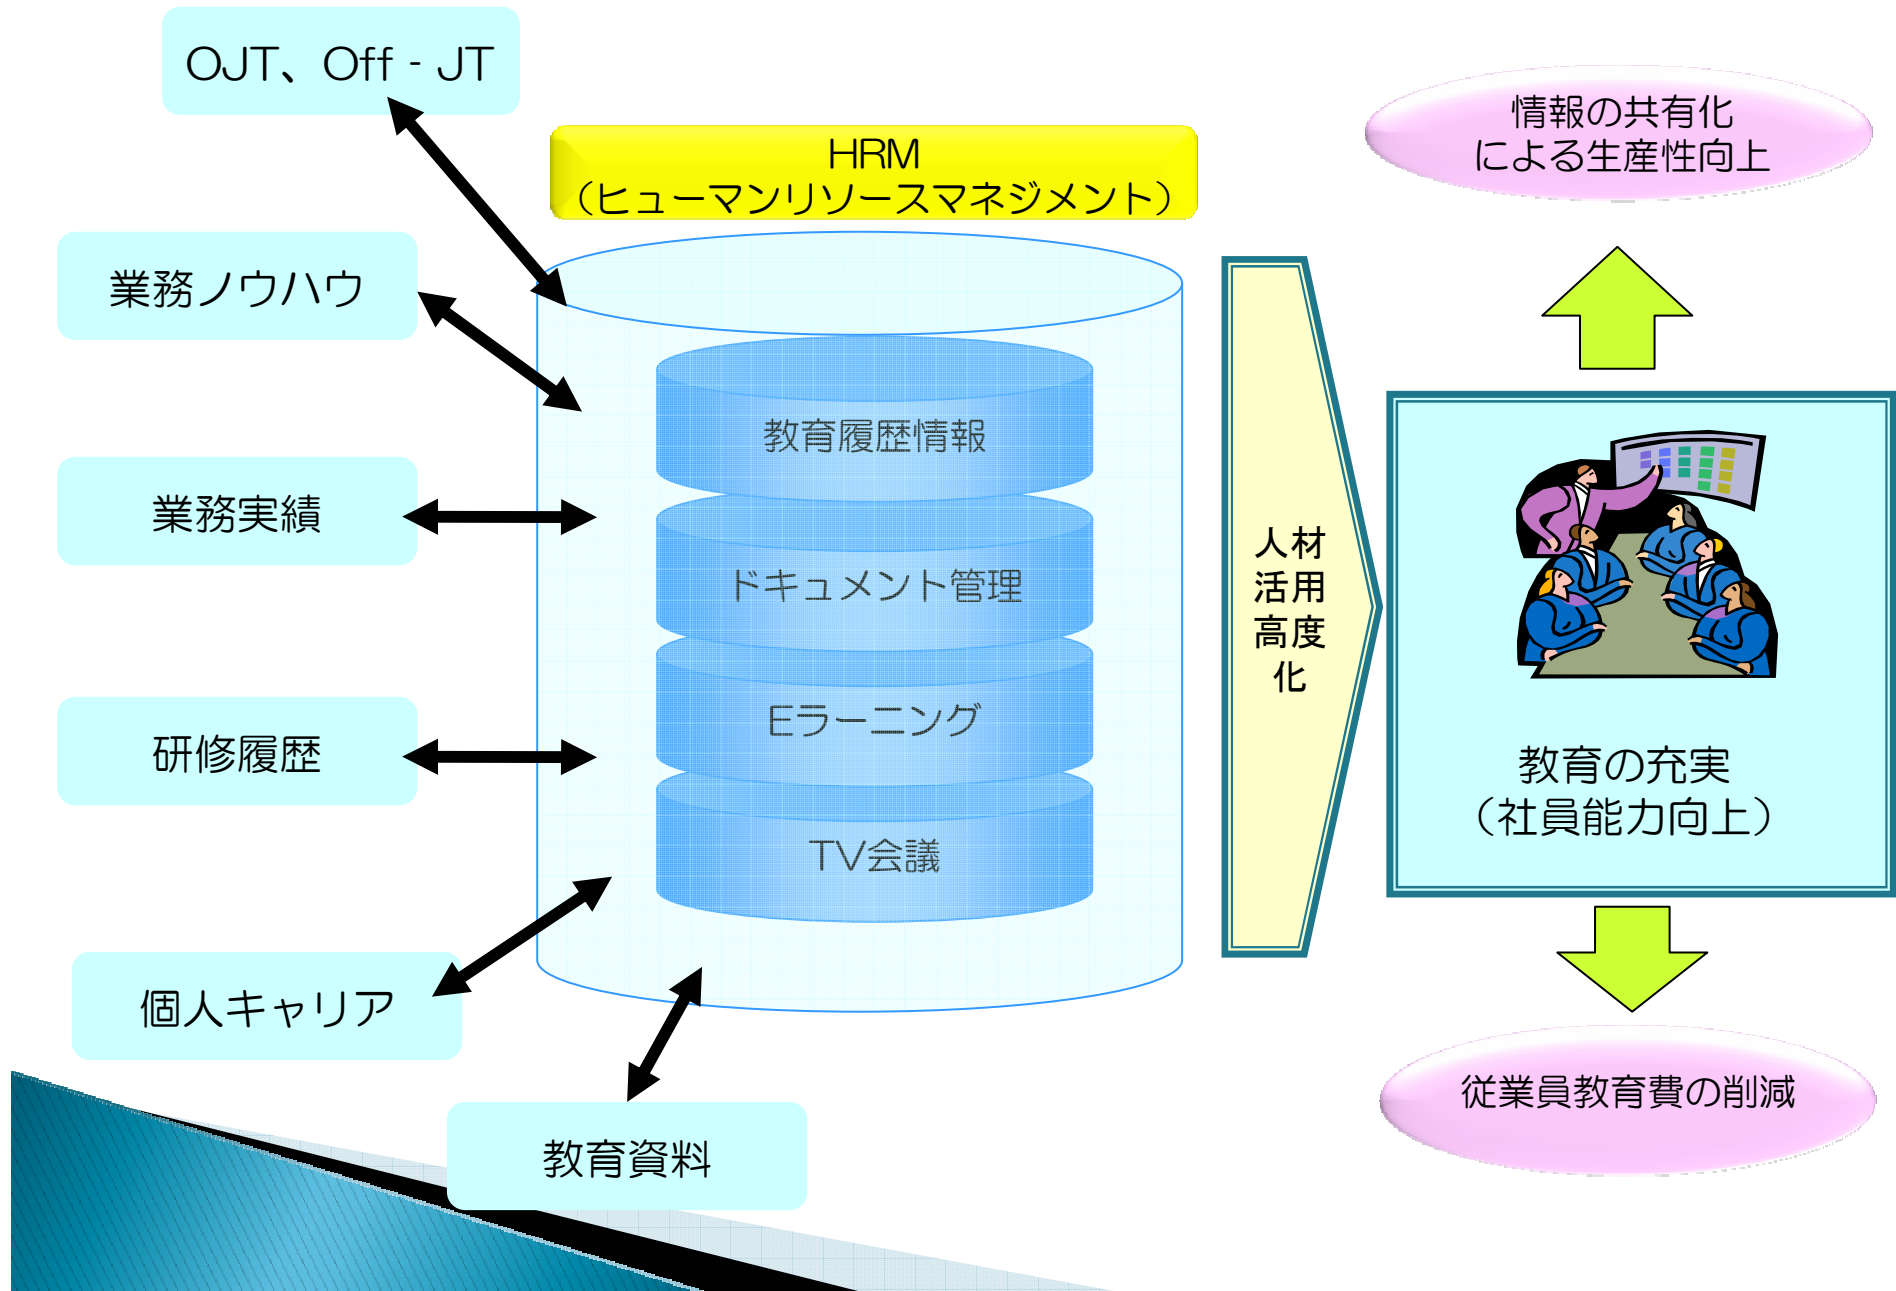 OJT、Off - JT
業務ノウハウ
業務実績
研修履歴
個人キャリア
教育資料
HRM
（ヒューマンリソースマネジメント）
教育履歴情報
ドキュメント管理
Eラーニング
TV会議
人材
活用
高度
化
情報の共有化
による生産性向上
教育の充実
（社員能力向上）
従業員教育費の削減